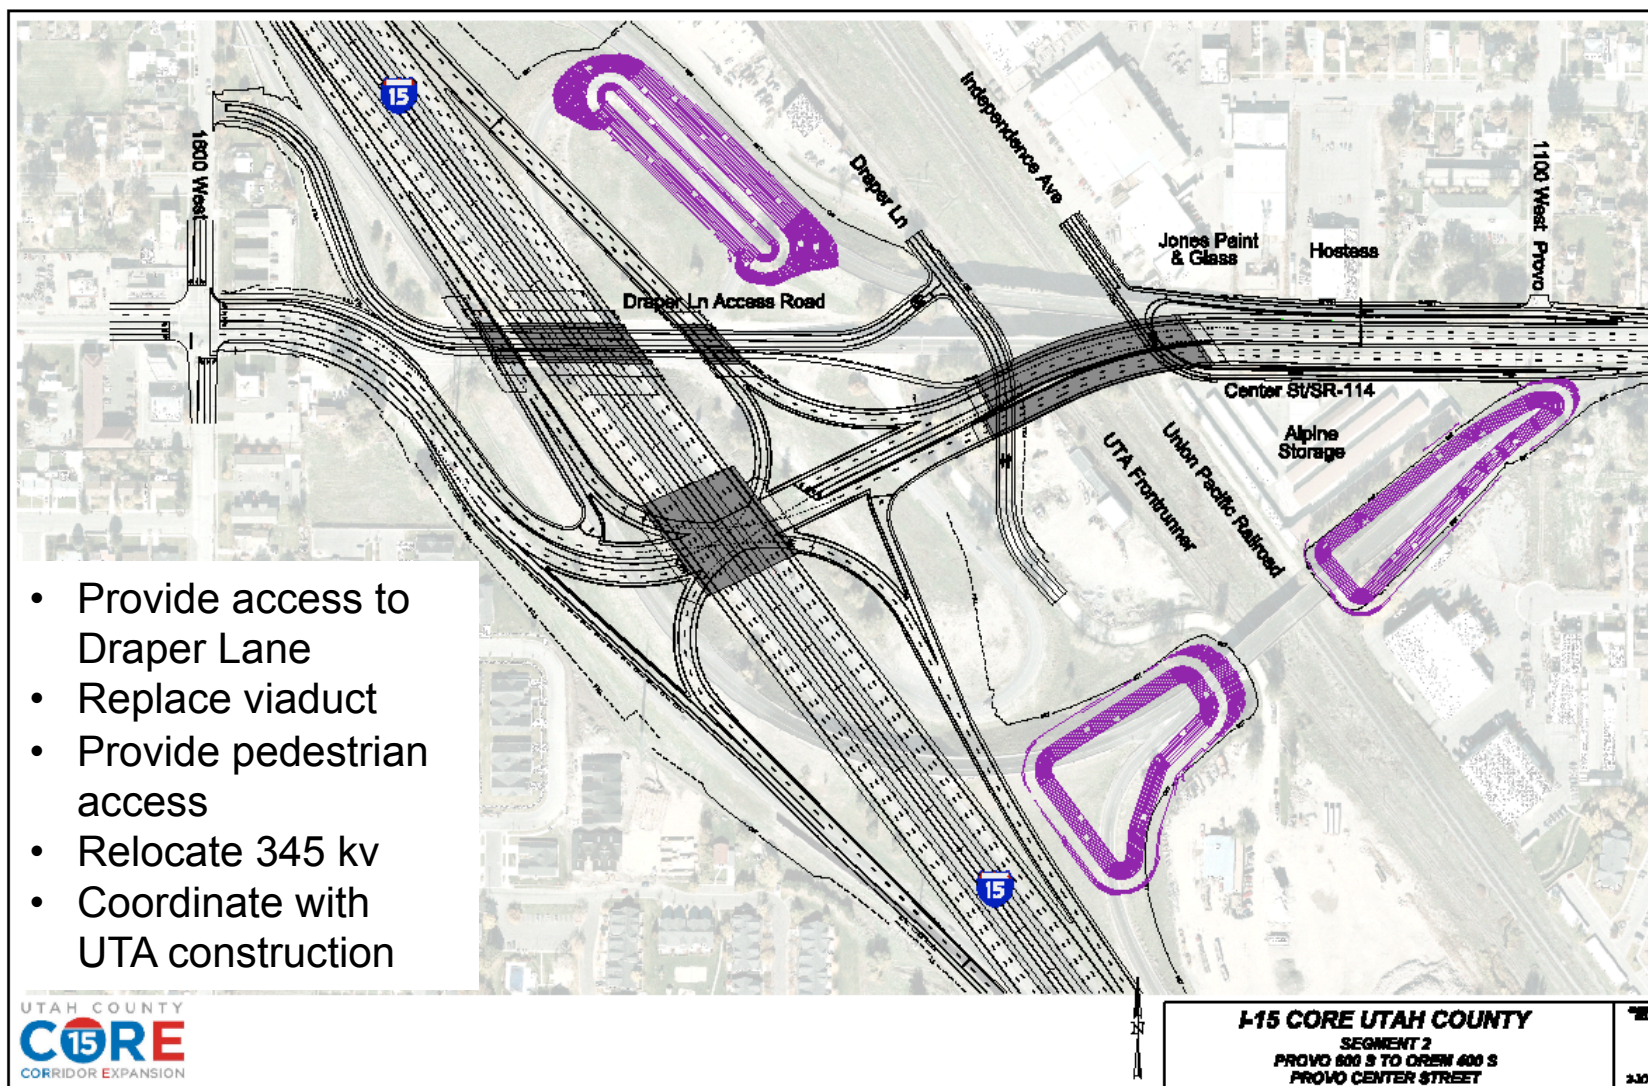 15
1600 West
Independence Ave
Draper Ln
1100 West Provo
Jones Paint
& Glass
Hostess
Draper Ln Access Road
Center St/SR-114
Alpine
Storage
Union Pacific Railroad
UTA Frontrunner
• Provide access to
Draper Lane
• Replace viaduct
• Provide pedestrian
access
• Relocate 345 kv
• Coordinate with
UTA construction
15
UTAH COUNTY
C15RE
CORRIDOR EXPANSION
N
I-15 CORE UTAH COUNTY
SEGMENT 2
PROVO 600 S TO OREM 400 S
PROVO CENTER STREET